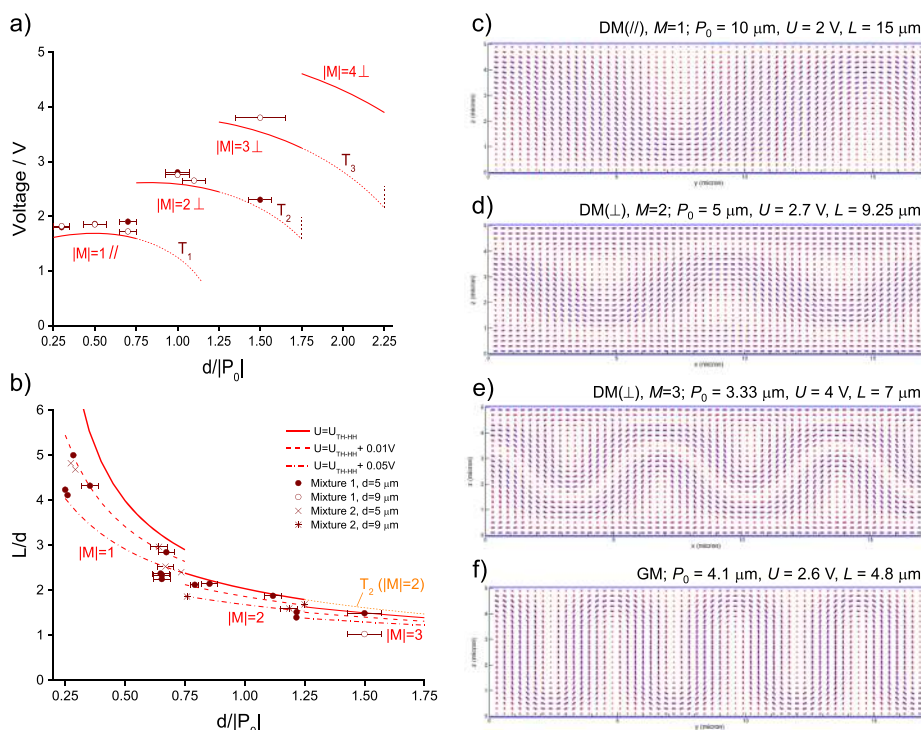 a)
5
4
3
2
1
0
Voltage / V
|M|=1 //
|M|=2⊥
|M|=3⊥
|M|=4⊥
T1
T2
T3
0.25 0.50 0.75 1.00 1.25 1.50 1.75 2.00 2.25
d/|P0|
b)
6
5
4
3
2
1
0
L/d
U=UTH-HH
U=UTH-HH + 0.01V
U=UTH-HH + 0.05V
Mixture 1, d=5 μm
Mixture 1, d=9 μm
Mixture 2, d=5 μm
Mixture 2, d=9 μm
|M|=1
|M|=2
|M|=3
T2 (|M|=2)
0.25 0.50 0.75 1.00 1.25 1.50 1.75
d/|P0|
c)
DM(//), M=1; P0 = 10 μm, U = 2 V, L = 15 μm
y (micron)
d)
DM(⊥), M=2; P0 = 5 μm, U = 2.7 V, L = 9.25 μm
x (micron)
e)
DM(⊥), M=3; P0 = 3.33 μm, U = 4 V, L = 7 μm
x (micron)
f)
GM; P0 = 4.1 μm, U = 2.6 V, L = 4.8 μm